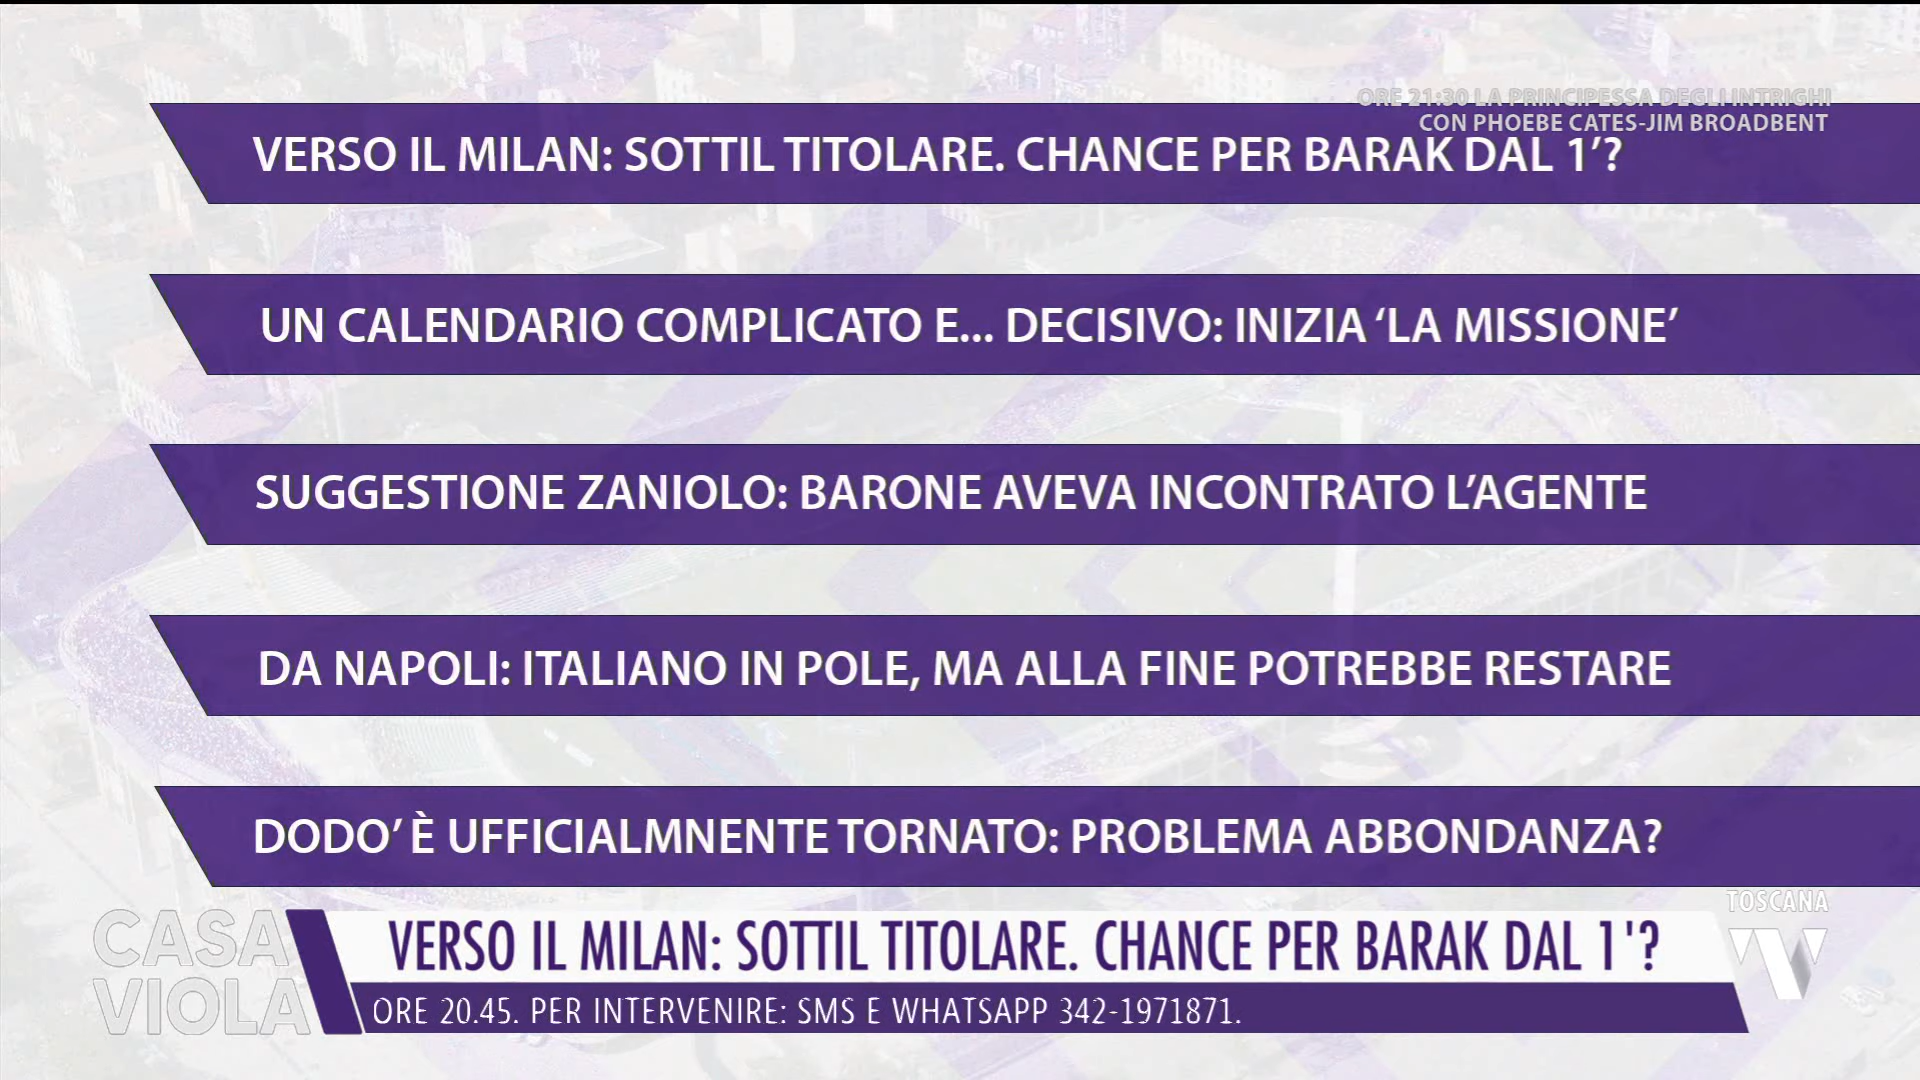 ORE 21:30 LA PRINCIPESSA DEGLI INTRIGHI
CON PHOEBE CATES-JIM BROADBENT
VERSO IL MILAN: SOTTIL TITOLARE. CHANCE PER BARAK DAL 1’?
UN CALENDARIO COMPLICATO E... DECISIVO: INIZIA ‘LA MISSIONE’
SUGGESTIONE ZANIOLO: BARONE AVEVA INCONTRATO L’AGENTE
DA NAPOLI: ITALIANO IN POLE, MA ALLA FINE POTREBBE RESTARE
DODO’ È UFFICIALMNENTE TORNATO: PROBLEMA ABBONDANZA?
TOSCANA
TV
CASA
VIOLA
VERSO IL MILAN: SOTTIL TITOLARE. CHANCE PER BARAK DAL 1'?
ORE 20.45. PER INTERVENIRE: SMS E WHATSAPP 342-1971871.